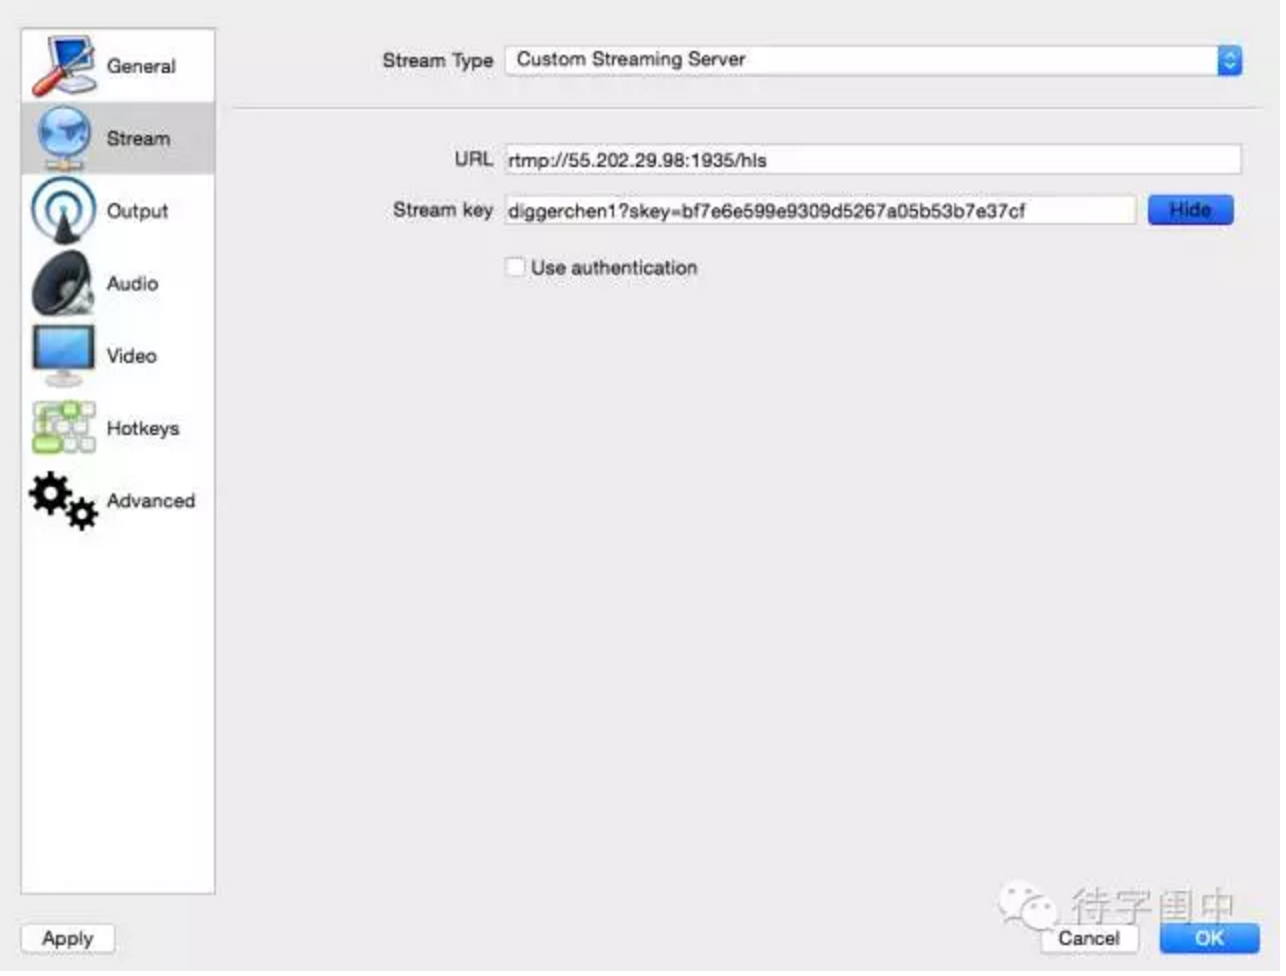 General
Stream
Output
Audio
Video
Hotkeys
Advanced
Stream Type Custom Streaming Server
URL rtmp://55.202.29.98:1935/hls
Stream key diggerchen1?skey=bf7e6e599e9309d5267a05b53b7e37cf Hide
Use authentication
待字闺中
Apply Cancel OK